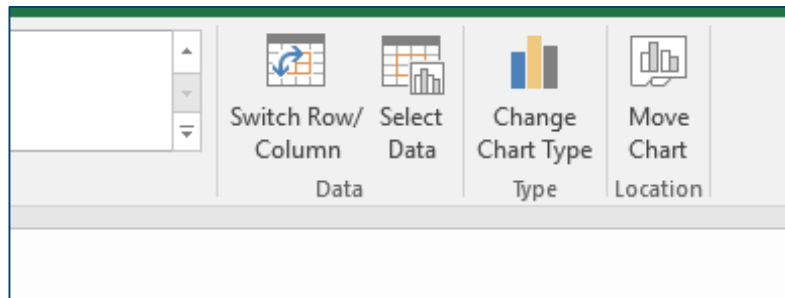 Switch Row/
Column
Select
Data
Change
Chart Type
Move
Chart
Data
Type
Location